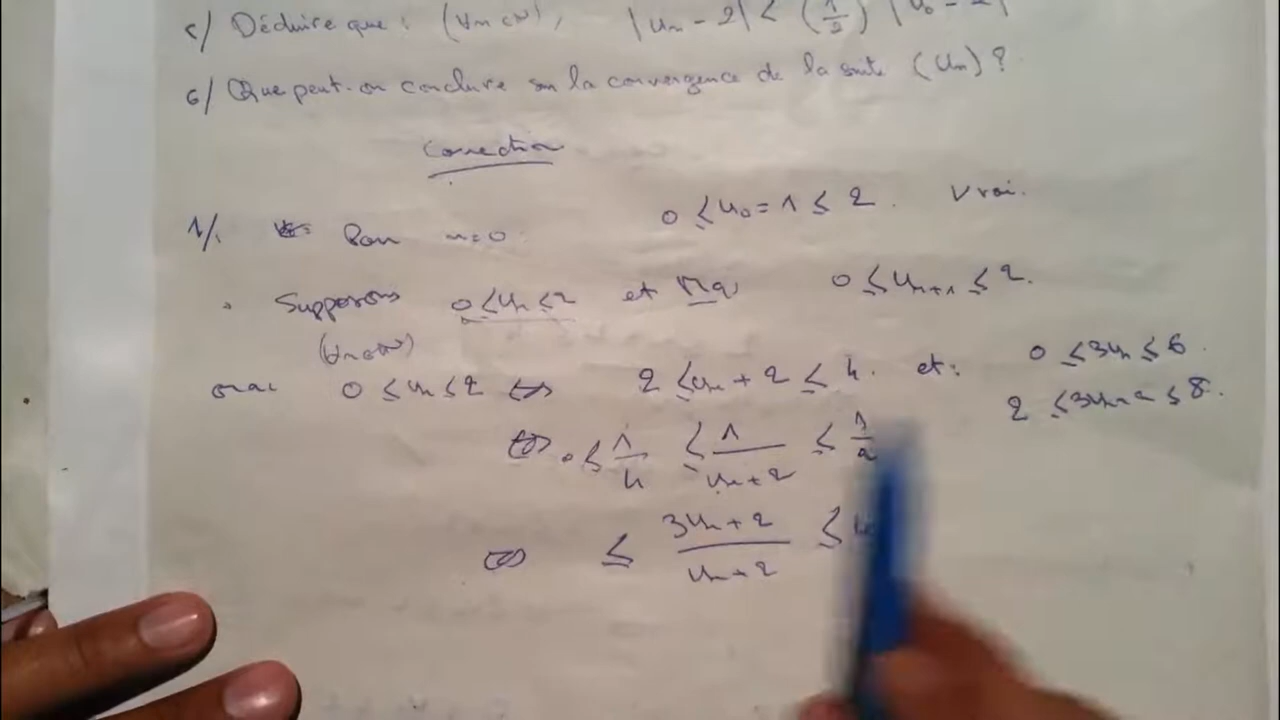 5/ Déduire que : (∀n∈ℕ), |Un - 2| < (1/2) |U0 - 2|
6/ Que peut-on conclure sur la convergence de la suite (Un) ?
Correction
1/. Pour n=0 0 ≤ U0 = 1 ≤ 2. Vrai.
• Supposons 0 ≤ Un ≤ 2 et Mq 0 ≤ Un+1 ≤ 2.
(∀n∈ℕ)
0 ≤ Un ≤ 2 ⇔ 2 ≤ Un + 2 ≤ 4. et: 0 ≤ 3Un ≤ 6.
2 ≤ 3Un+2 ≤ 8.
⇔ 0 ≤ 1/4 ≤ 1/(Un+2) ≤ 1/2
⇔ ≤ (3Un+2)/(Un+2) ≤ 4